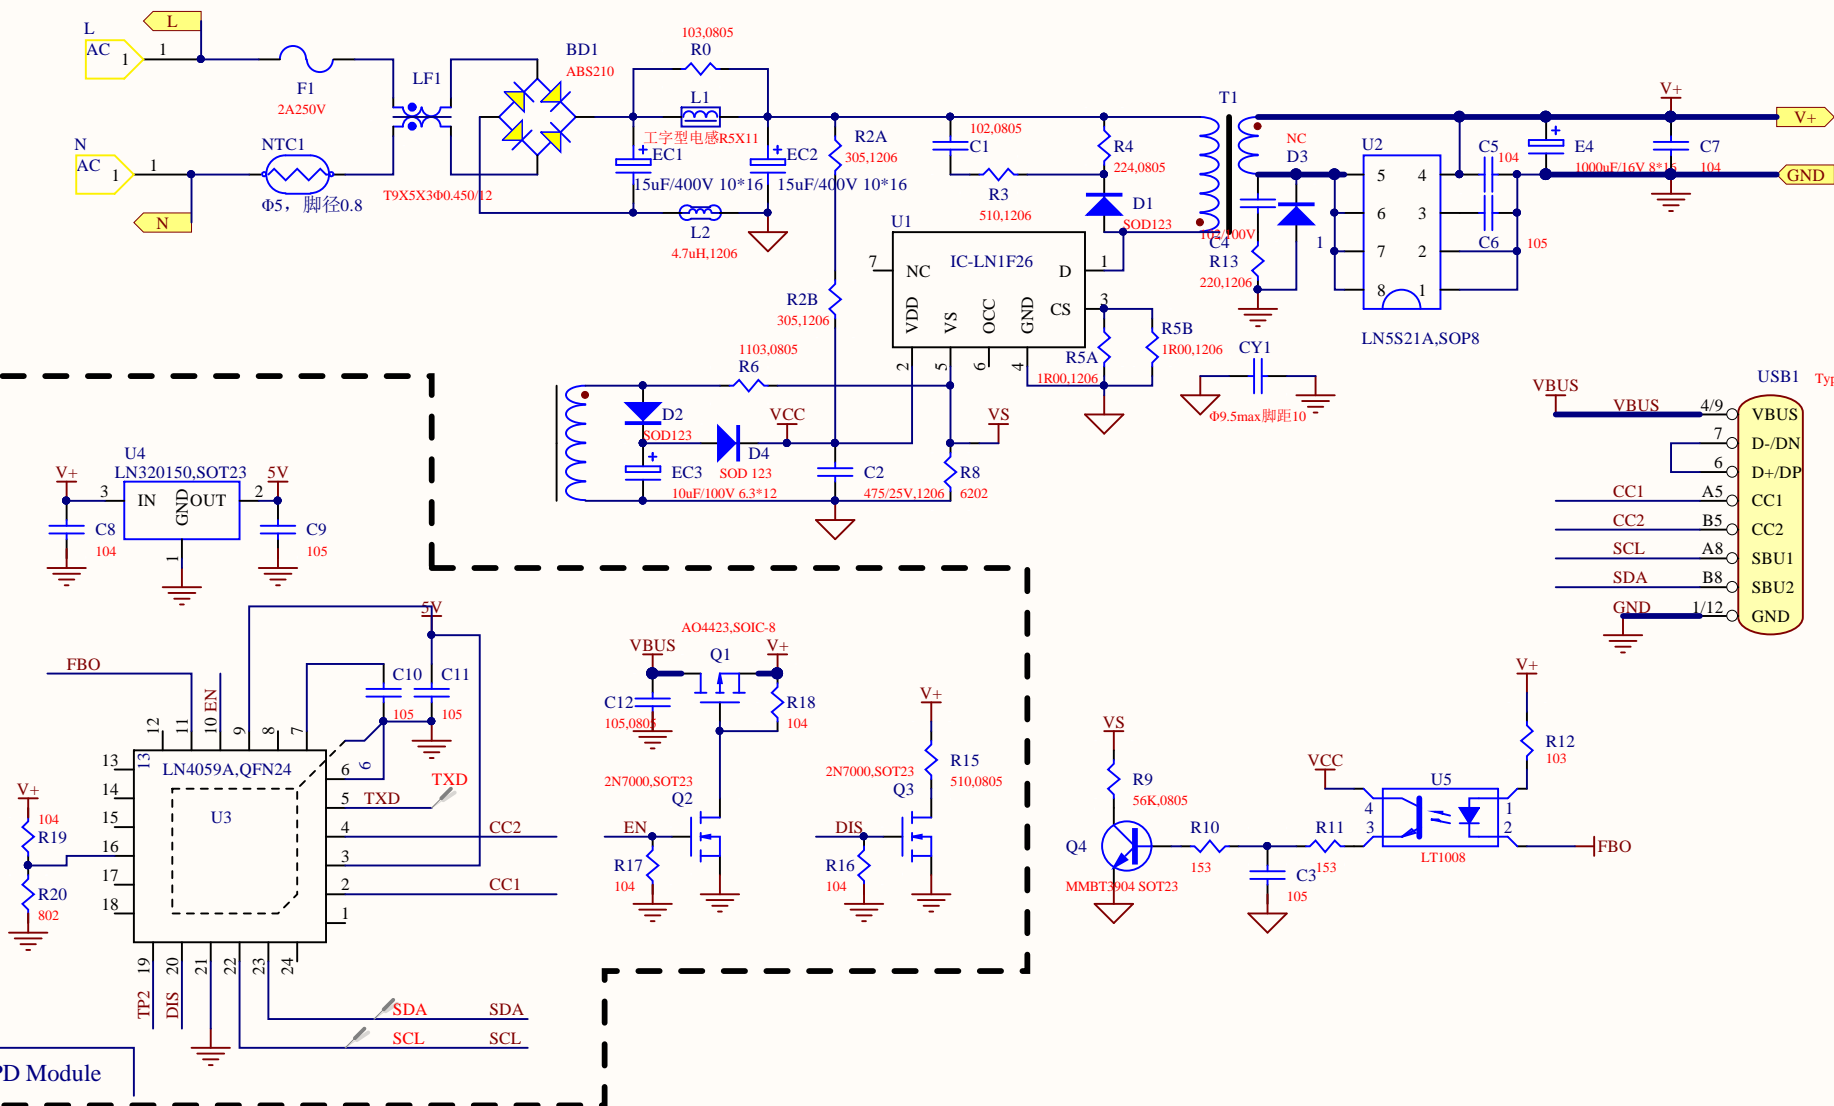 L
L
AC
1
1
F1
2A250V
N
AC
1
1
N
NTC1
Φ5，脚径0.8
LF1
T9X5X3Φ0.450/12
BD1
ABS210
103,0805
R0
L1
工字型电感R5X11
EC1
15uF/400V 10*16
EC2
15uF/400V 10*16
L2
4.7uH,1206
R2A
305,1206
R2B
305,1206
102,0805
C1
R3
510,1206
R4
224,0805
D1
SOD123
T1
U1
IC-LN1F26
7
NC
D
1
CS
3
VDD
VS
OCC
GND
2
5
6
4
R5A
1R00,1206
R5B
1R00,1206
102/100V
C4
R13
220,1206
NC
D3
1
U2
5
4
6
3
7
2
8
1
LN5S21A,SOP8
C5
104
C6
105
E4
1000uF/16V 8*16
V+
C7
104
V+
GND
CY1
Φ9.5max脚距10
1103,0805
R6
D2
SOD123
VCC
D4
SOD 123
EC3
10uF/100V 6.3*12
C2
475/25V,1206
VS
R8
6202
USB1
Typ
VBUS
VBUS
4/9
VBUS
7
D-/DN
6
D+/DP
CC1
A5
CC1
CC2
B5
CC2
SCL
A8
SBU1
SDA
B8
SBU2
GND
1/12
GND
U4
LN320150,SOT23
V+
3
IN
GND
OUT
2
5V
1
C8
104
C9
105
5V
FBO
C10
105
C11
105
12
11
10
EN
9
8
7
13
13
14
15
16
17
18
LN4059A,QFN24
U3
6
6
5
TXD
TXD
4
CC2
3
2
CC1
1
V+
104
R19
R20
802
19
20
21
22
23
24
TP2
DIS
SDA
SDA
SCL
SCL
PD Module
AO4423,SOIC-8
VBUS
Q1
V+
C12
105,0805
R18
104
2N7000,SOT23
Q2
EN
R17
104
V+
R15
510,0805
2N7000,SOT23
Q3
DIS
R16
104
VS
R9
56K,0805
Q4
MMBT3904 SOT23
R10
153
C3
105
R11
153
VCC
U5
4
3
1
2
LT1008
V+
R12
103
FBO